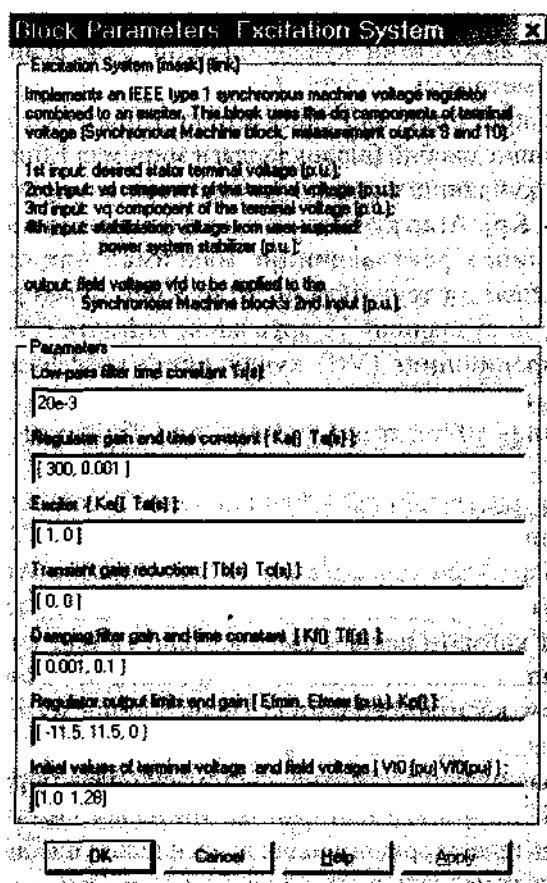 Block Parameters: Excitation System
Excitation System (mask) (link)
Implements an IEEE type 1 synchronous machine voltage regulator
combined to an exciter. This block uses the dq components of terminal
voltage (Synchronous Machine block, measurement ouputs 9 and 10)
1st input: desired stator terminal voltage (p.u.);
2nd input: vd component of the terminal voltage (p.u.);
3rd input: vq component of the terminal voltage (p.u.);
4th input: stabilization voltage from user-supplied
power system stabilizer (p.u.);
output: field voltage vfd to be applied to the
Synchronous Machine block's 2nd input (p.u.).
Parameters
Low-pass filter time constant Tr(s):
20e-3
Regulator gain and time constant [ Ka() Ta(s) ]:
[ 300, 0.001 ]
Exciter [ Ke() Te(s) ]:
[ 1, 0 ]
Transient gain reduction [ Tb(s) Tc(s) ]:
[ 0, 0 ]
Damping filter gain and time constant [ Kf() Tf(s) ]:
[ 0.001, 0.1 ]
Regulator output limits and gain [ Efmin, Efmax (p.u.), Kp() ]:
[ -11.5, 11.5, 0 ]
Initial values of terminal voltage and field voltage [ Vt0 (pu) Vf0(pu) ]:
[1.0 1.28]
OK Cancel Help Apply